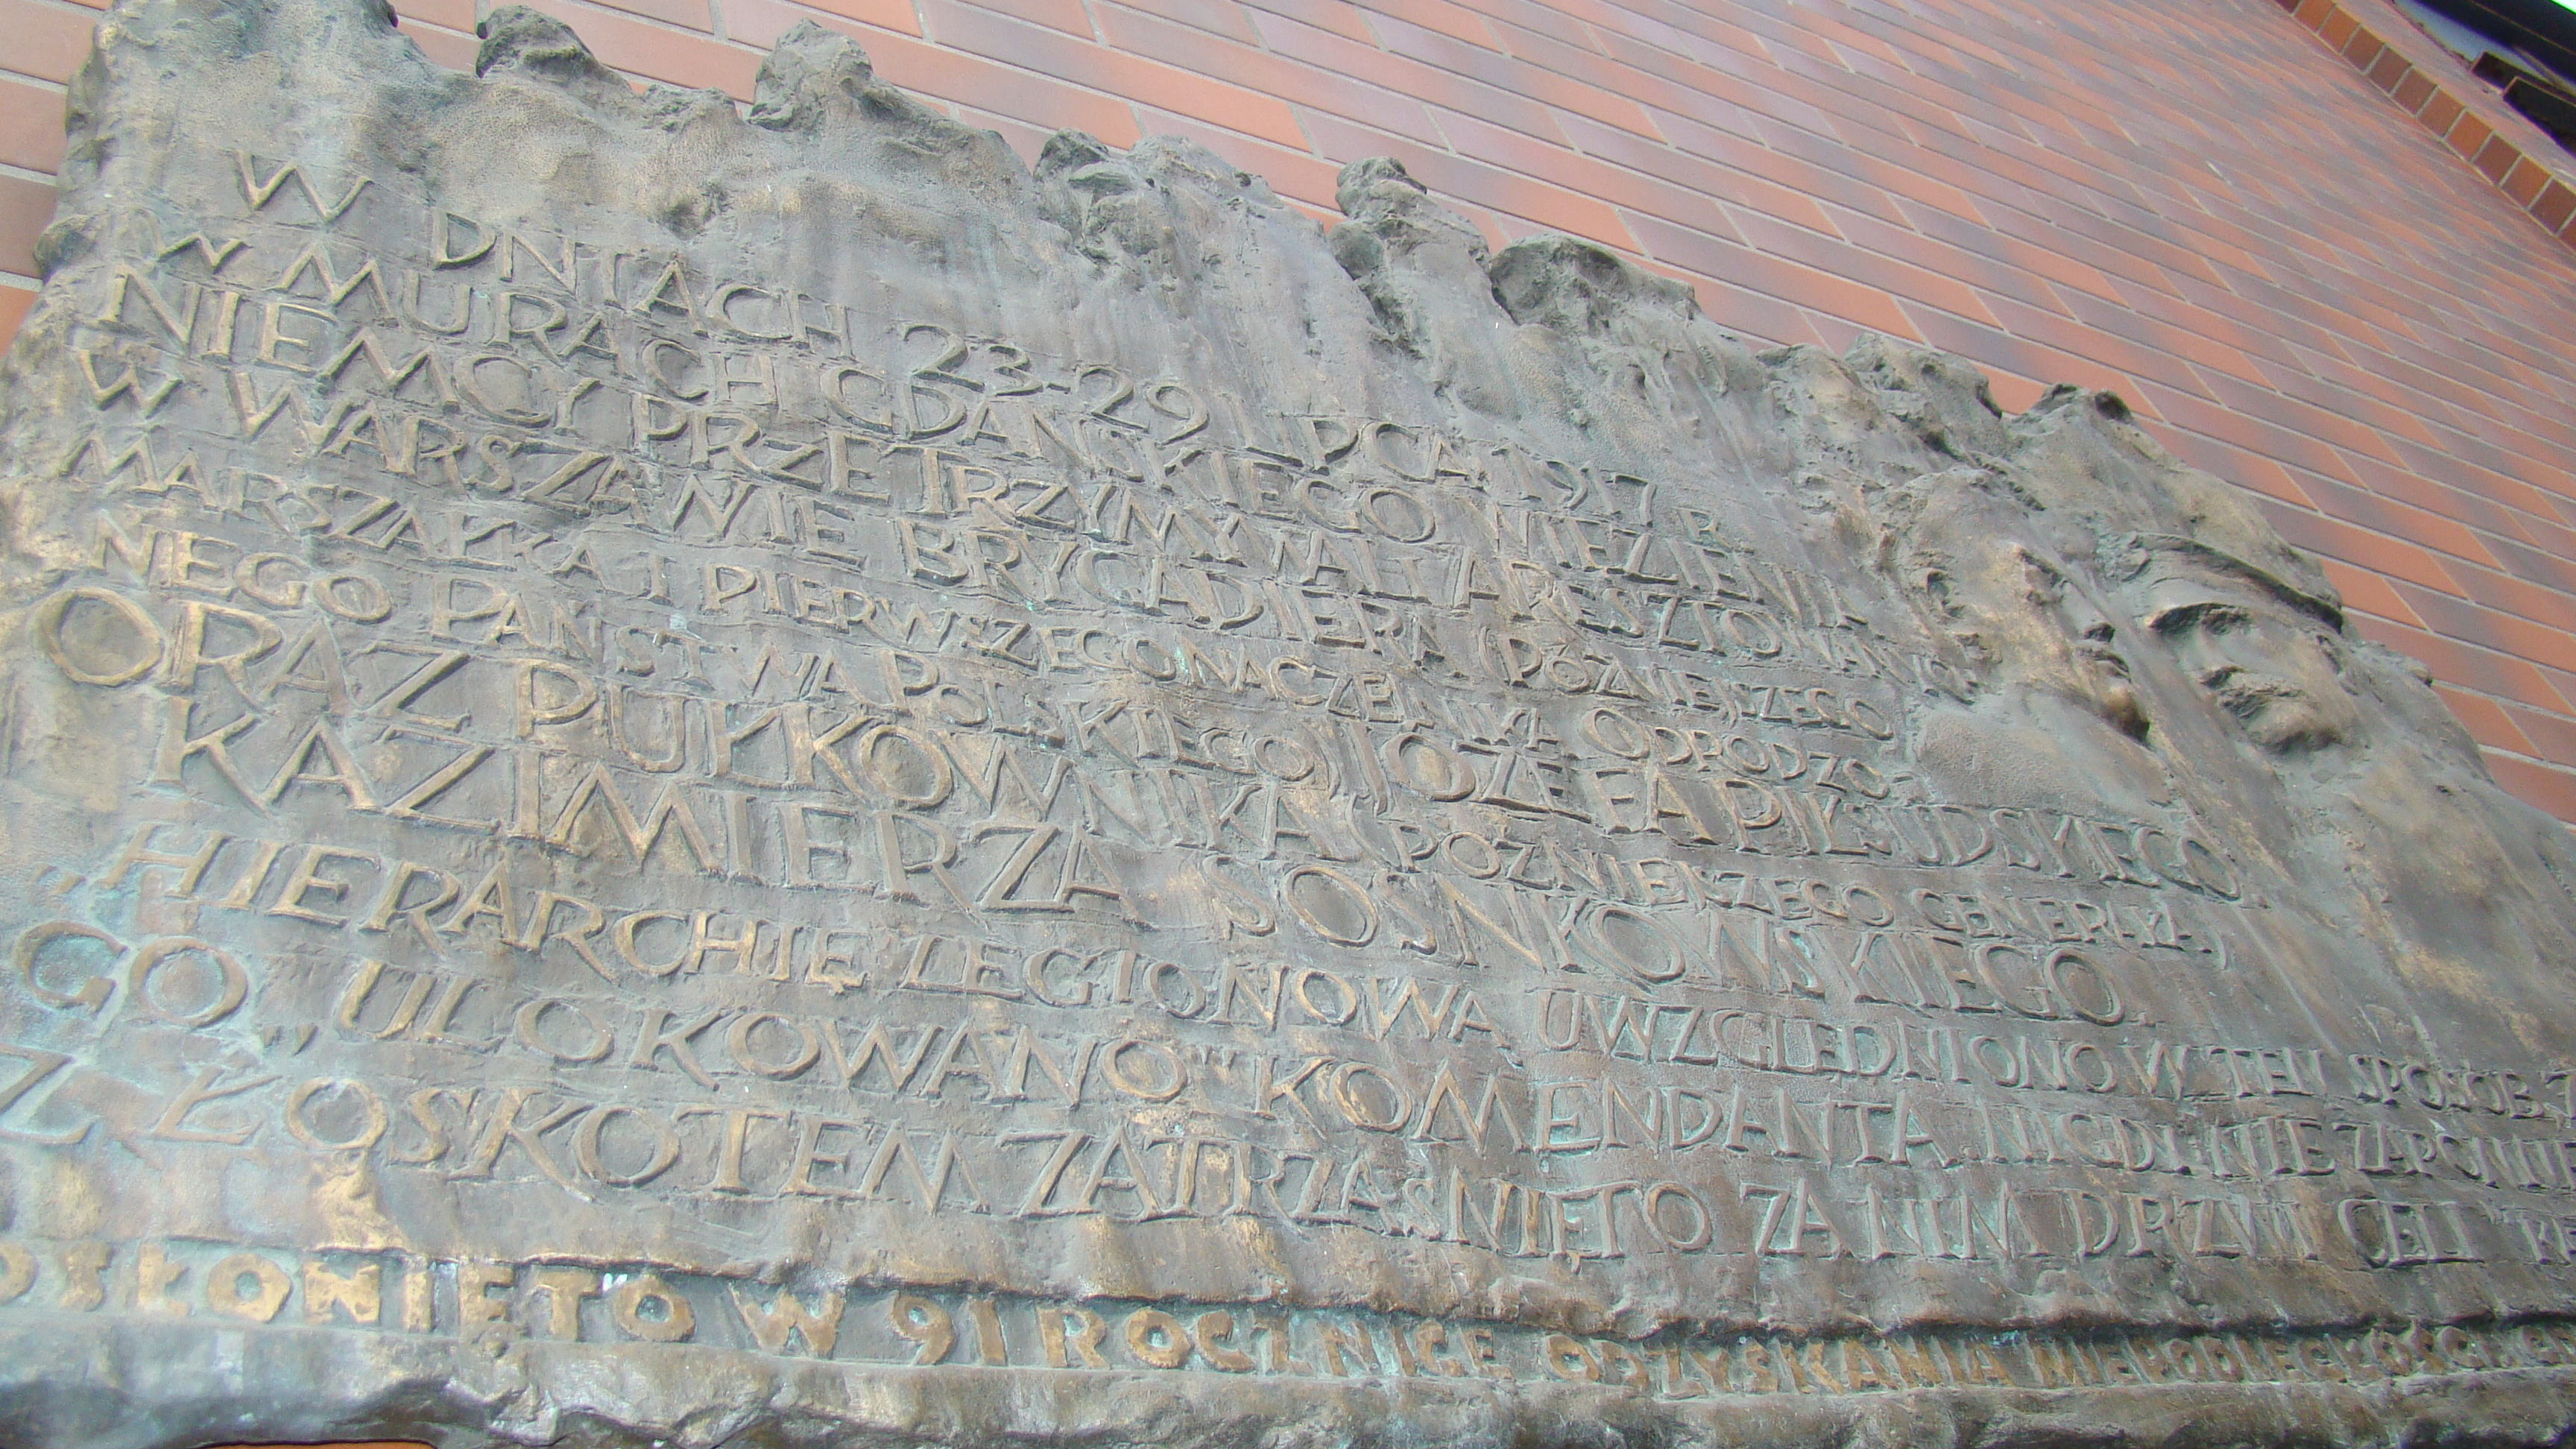 W DNIACH 23-29 LIPCA 1917 R.
W MURACH GDAŃSKIEGO WIĘZIENIA
NIEMCY PRZETRZYMYWALI ARESZTOWANYCH
W WARSZAWIE BRYGADIERA (PÓŹNIEJSZEGO
MARSZAŁKA I PIERWSZEGO NACZELNIKA ODRODZO-
NEGO PAŃSTWA POLSKIEGO) JÓZEFA PIŁSUDSKIEGO
ORAZ PUŁKOWNIKA (PÓŹNIEJSZEGO GENERAŁA)
KAZIMIERZA SOSNKOWSKIEGO.
„HIERARCHIĘ LEGIONOWĄ UWZGLĘDNIONO W TEN SPOSÓB,
GO" ULOKOWANO "KOMENDANTA. NIGDY NIE
Z ŁOSKOTEM ZATRZAŚNIĘTO ZA NIM DRZWI CELI"
ODSŁONIĘTO W 91 ROCZNICĘ ODZYSKANIA NIEPODLEGŁOŚCI.